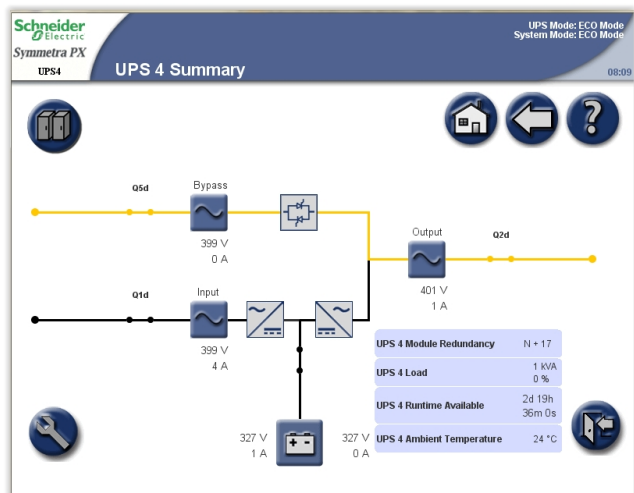 Schneider
Electric
Symmetra PX
UPS4
UPS 4 Summary
UPS Mode: ECO Mode
System Mode: ECO Mode
08:09
Q5d
Bypass
399 V
0 A
Output
Q2d
401 V
1 A
Q1d
Input
399 V
4 A
UPS 4 Module Redundancy N + 17
UPS 4 Load 1 kVA
0 %
UPS 4 Runtime Available 2d 19h
36m 0s
UPS 4 Ambient Temperature 24 °C
327 V
1 A
327 V
0 A